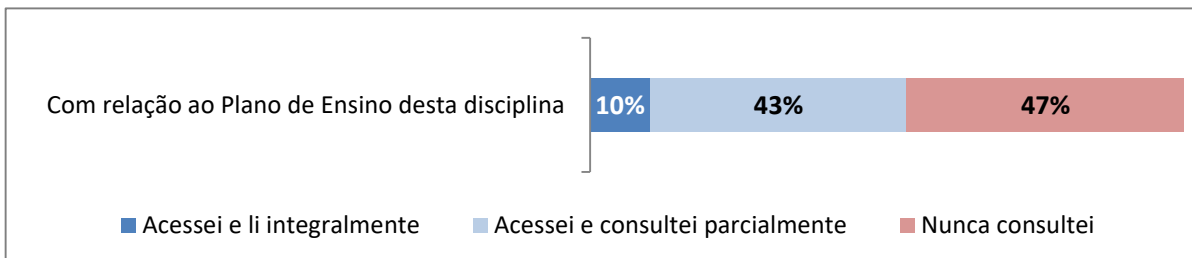 Com relação ao Plano de Ensino desta disciplina 10% 43% 47%
Acessei e li integralmente Acessei e consultei parcialmente Nunca consultei